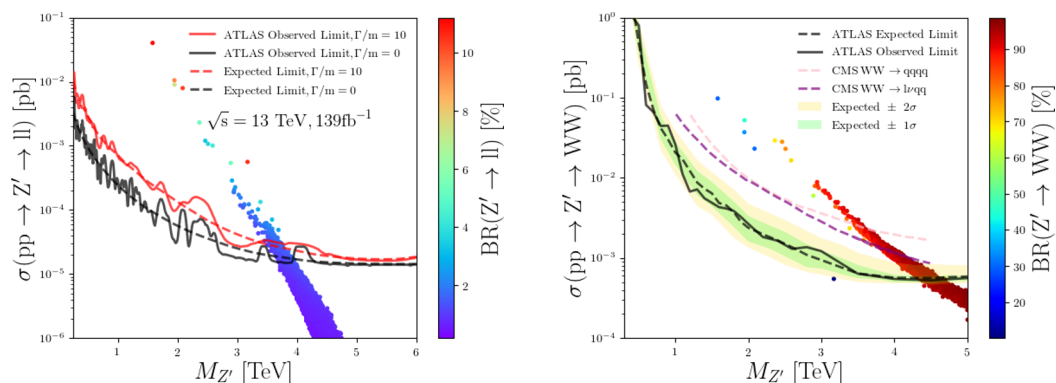 10⁻¹
10⁻²
10⁻³
10⁻⁴
10⁻⁵
10⁻⁶
σ(pp → Z′ → ll) [pb]
ATLAS Observed Limit, Γ/m = 10
ATLAS Observed Limit, Γ/m = 0
Expected Limit, Γ/m = 10
Expected Limit, Γ/m = 0
√s = 13 TeV, 139fb⁻¹
1 2 3 4 5 6
M_Z′ [TeV]
10
8
6
4
2
BR(Z′ → ll) [%]
10⁰
10⁻¹
10⁻²
10⁻³
10⁻⁴
σ(pp → Z′ → WW) [pb]
ATLAS Expected Limit
ATLAS Observed Limit
CMS WW → qqqq
CMS WW → lνqq
Expected ± 2σ
Expected ± 1σ
1 2 3 4 5
M_Z′ [TeV]
90
80
70
60
50
40
30
20
BR(Z′ → WW) [%]